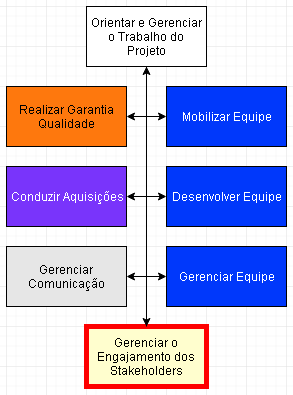 Orientar e Gerenciar
o Trabalho do
Projeto
Realizar Garantia
Qualidade
Mobilizar Equipe
Conduzir Aquisições
Desenvolver Equipe
Gerenciar
Comunicação
Gerenciar Equipe
Gerenciar o
Engajamento dos
Stakeholders